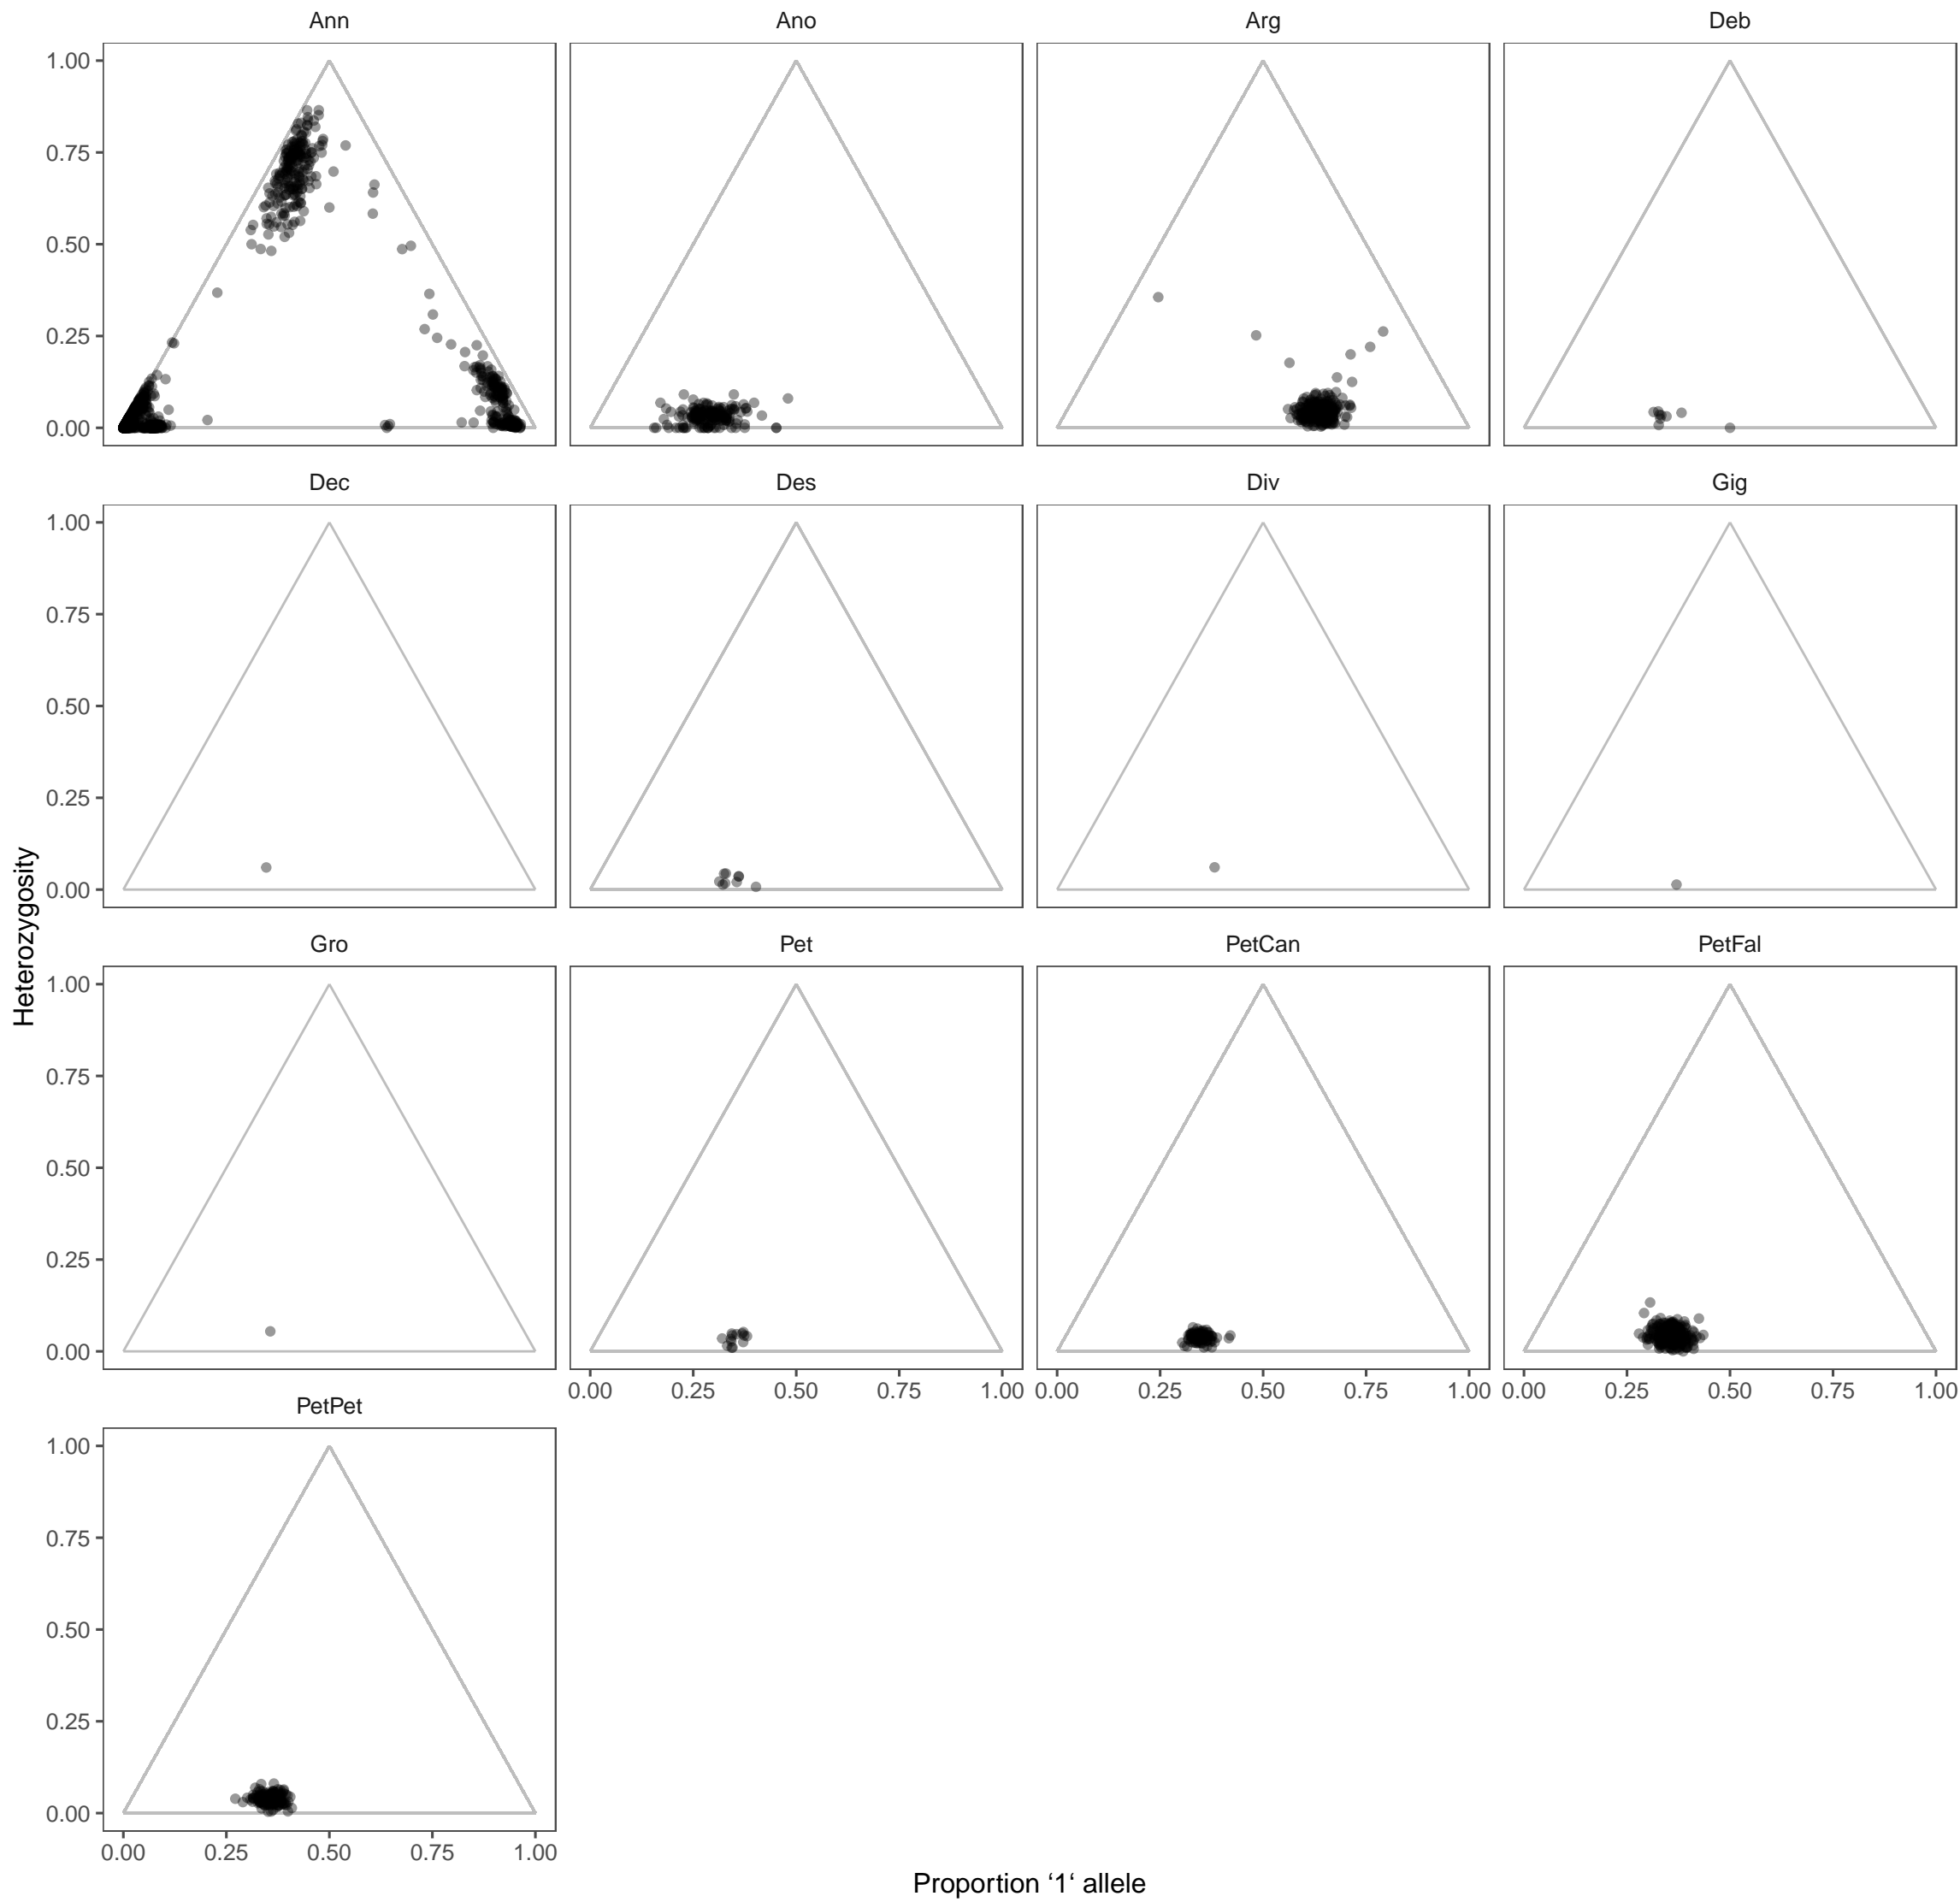 Ann Ano Arg Deb
1.00
0.75
0.50
0.25
0.00
Dec Des Div Gig
1.00
0.75
0.50
0.25
0.00
Heterozygosity
Gro Pet PetCan PetFal
1.00
0.75
0.50
0.25
0.00
0.00 0.25 0.50 0.75 1.00 0.00 0.25 0.50 0.75 1.00 0.00 0.25 0.50 0.75 1.00
PetPet
1.00
0.75
0.50
0.25
0.00
0.00 0.25 0.50 0.75 1.00
Proportion ‘1‘ allele